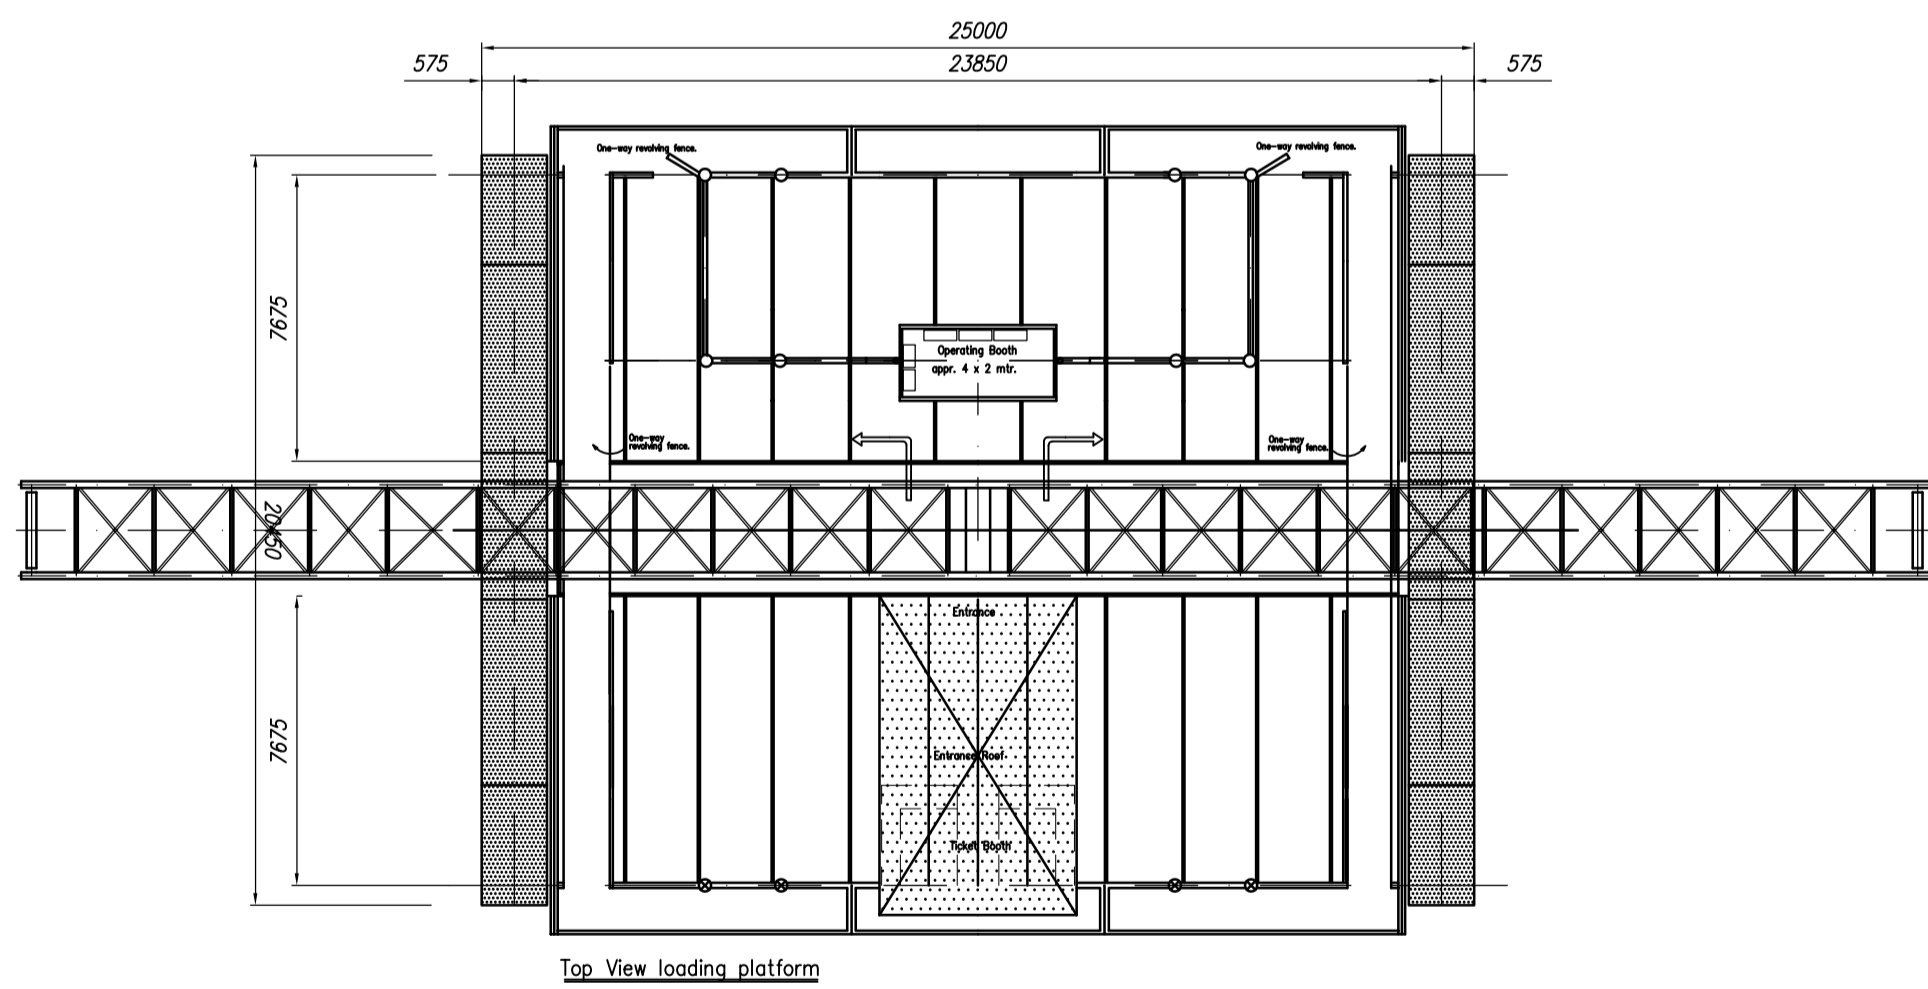 25000
575
23850
575
One-way revolving fence.
One-way revolving fence.
7675
Operating Booth
appr. 4 x 2 mtr.
One-way
revolving fence.
One-way
revolving fence.
Entrance
7675
Entrance Roof
Ticket Booth
Top View loading platform